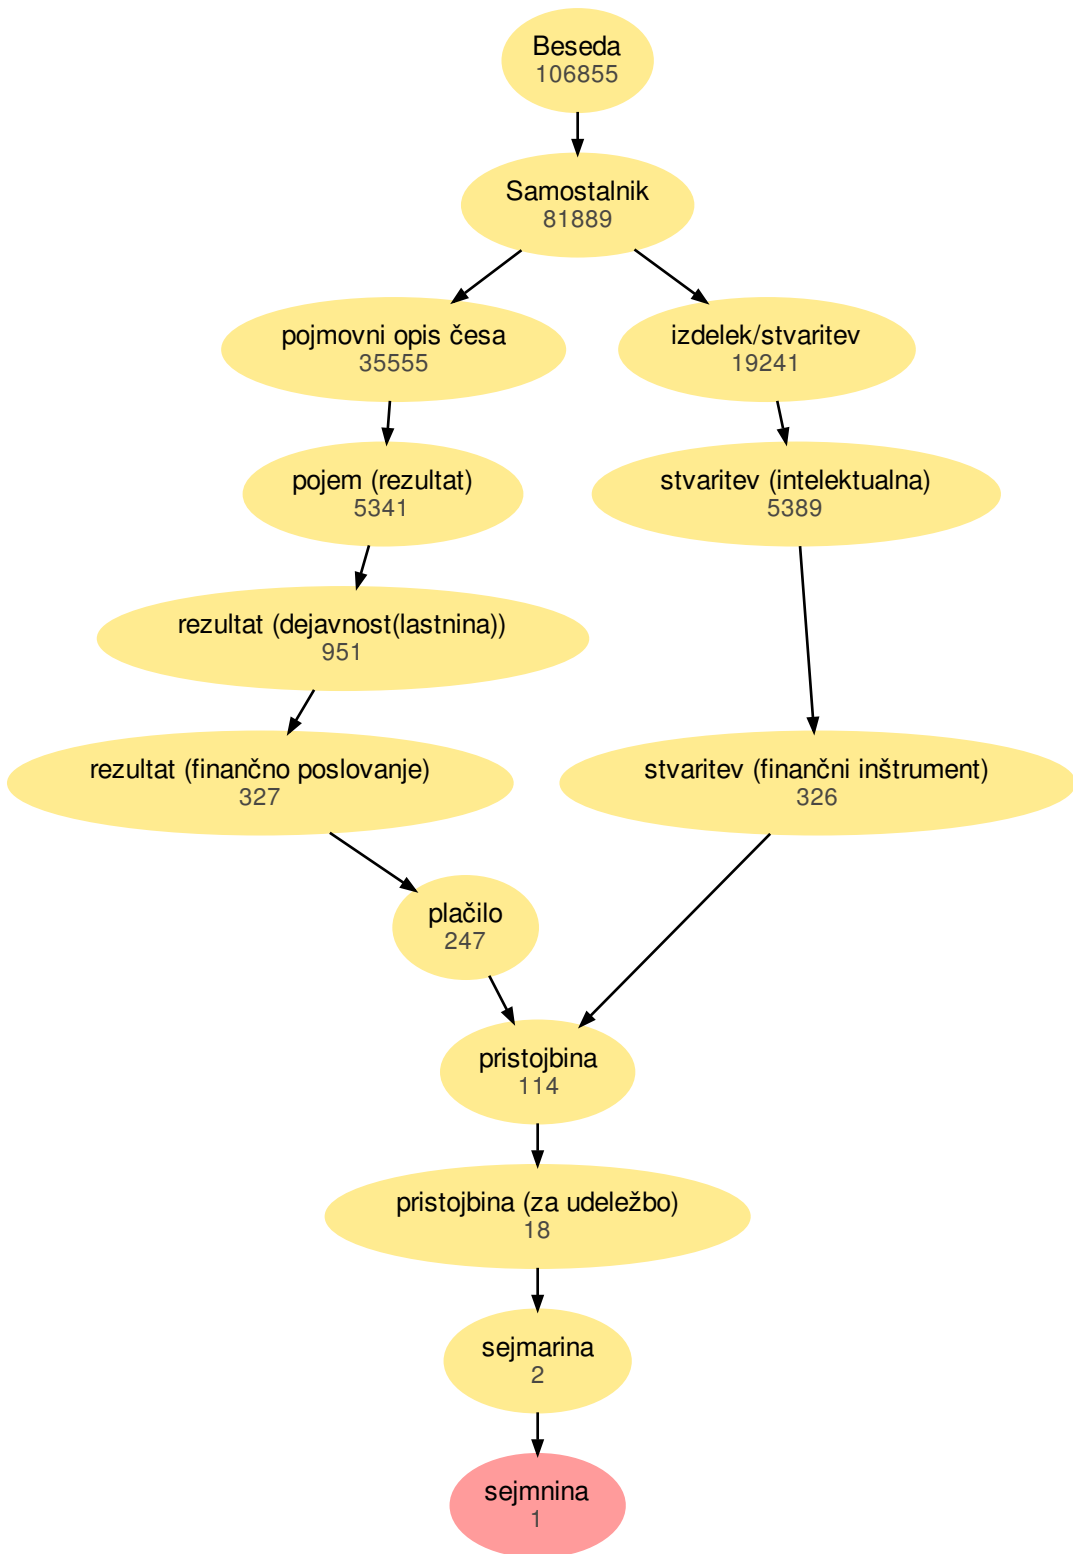 Beseda
106855
Samostalnik
81889
pojmovni opis česa
35555
izdelek/stvaritev
19241
pojem (rezultat)
5341
stvaritev (intelektualna)
5389
rezultat (dejavnost(lastnina))
951
rezultat (finančno poslovanje)
327
stvaritev (finančni inštrument)
326
plačilo
247
pristojbina
114
pristojbina (za udeležbo)
18
sejmarina
2
sejmnina
1